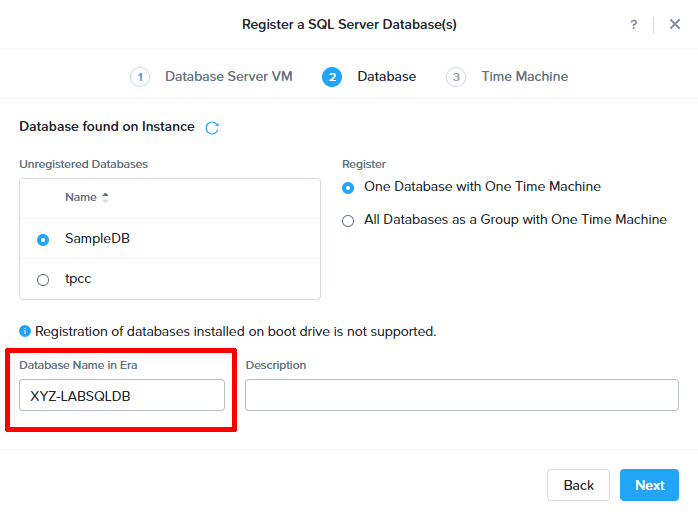 Register a SQL Server Database(s)
?
1 Database Server VM 2 Database 3 Time Machine
Database found on Instance
Unregistered Databases
Name
SampleDB
tpcc
Register
One Database with One Time Machine
All Databases as a Group with One Time Machine
Registration of databases installed on boot drive is not supported.
Database Name in Era
XYZ-LABSQLDB
Description
Back Next